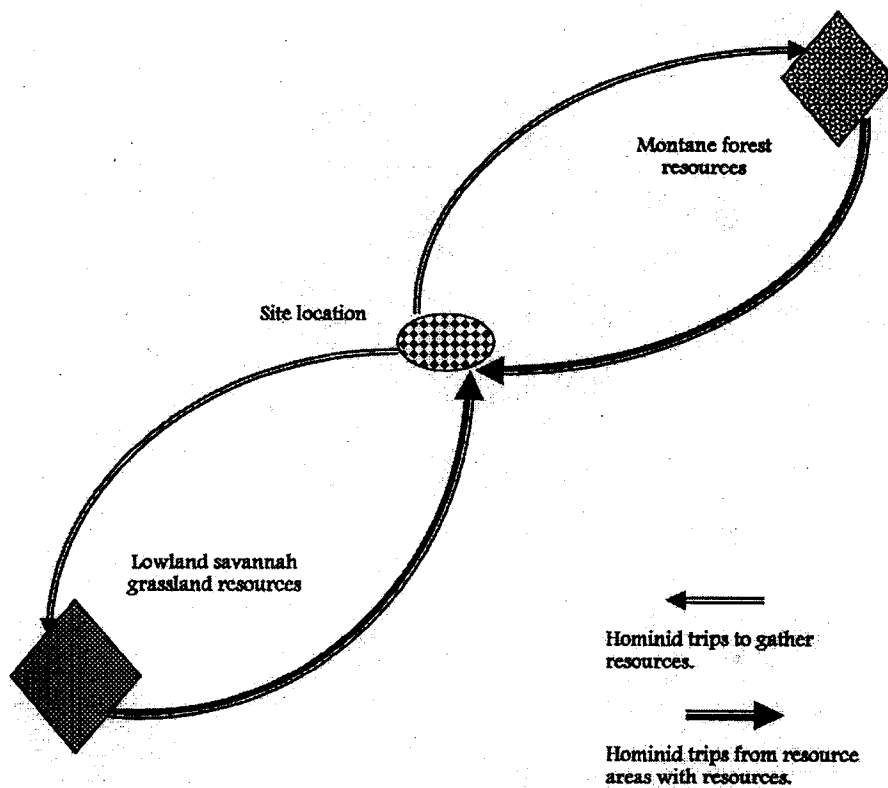 Montane forest
resources
Site location
Lowland savannah
grassland resources
Hominid trips to gather
resources.
Hominid trips from resource
areas with resources.